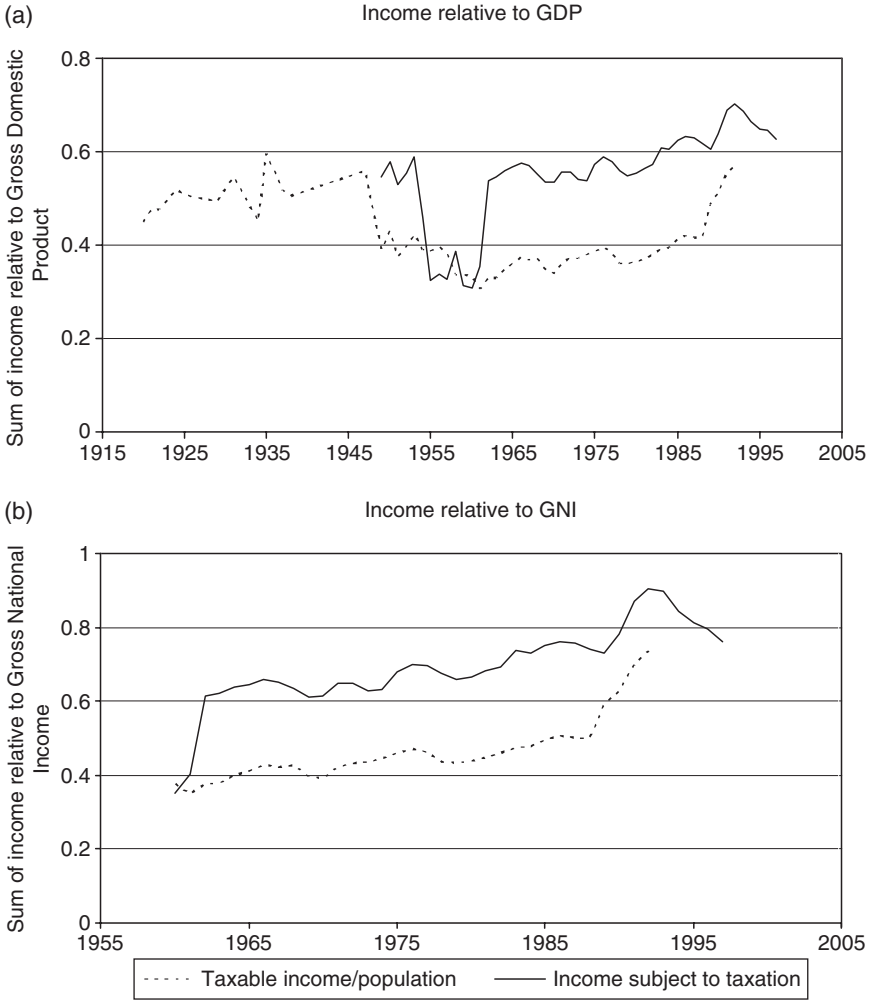 (a)
Income relative to GDP
Sum of income relative to Gross Domestic
Product
0.8
0.6
0.4
0.2
0
1915 1925 1935 1945 1955 1965 1975 1985 1995 2005
(b)
Income relative to GNI
Sum of income relative to Gross National
Income
1
0.8
0.6
0.4
0.2
0
1955 1965 1975 1985 1995 2005
Taxable income/population Income subject to taxation